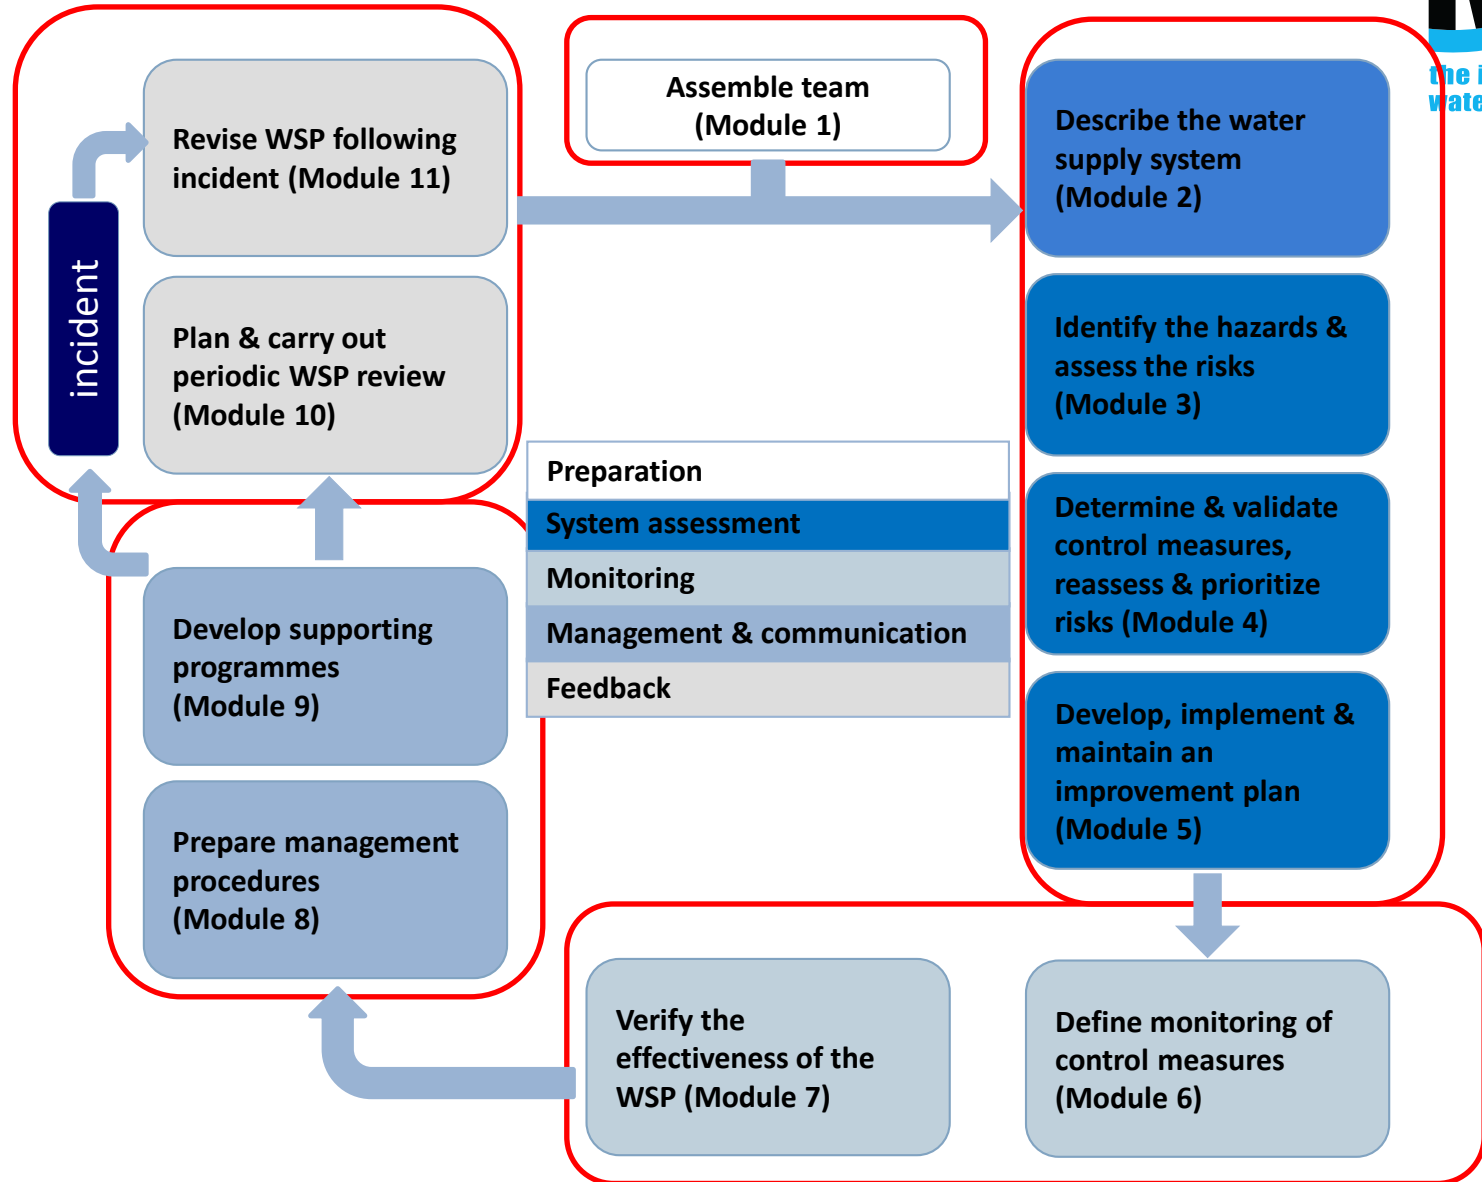 Assemble team
(Module 1)
the i
wate
Describe the water
supply system
(Module 2)
Identify the hazards &
assess the risks
(Module 3)
Determine & validate
control measures,
reassess & prioritize
risks (Module 4)
Develop, implement &
maintain an
improvement plan
(Module 5)
Define monitoring of
control measures
(Module 6)
Verify the
effectiveness of the
WSP (Module 7)
Prepare management
procedures
(Module 8)
Develop supporting
programmes
(Module 9)
Plan & carry out
periodic WSP review
(Module 10)
Revise WSP following
incident (Module 11)
incident
Preparation
System assessment
Monitoring
Management & communication
Feedback